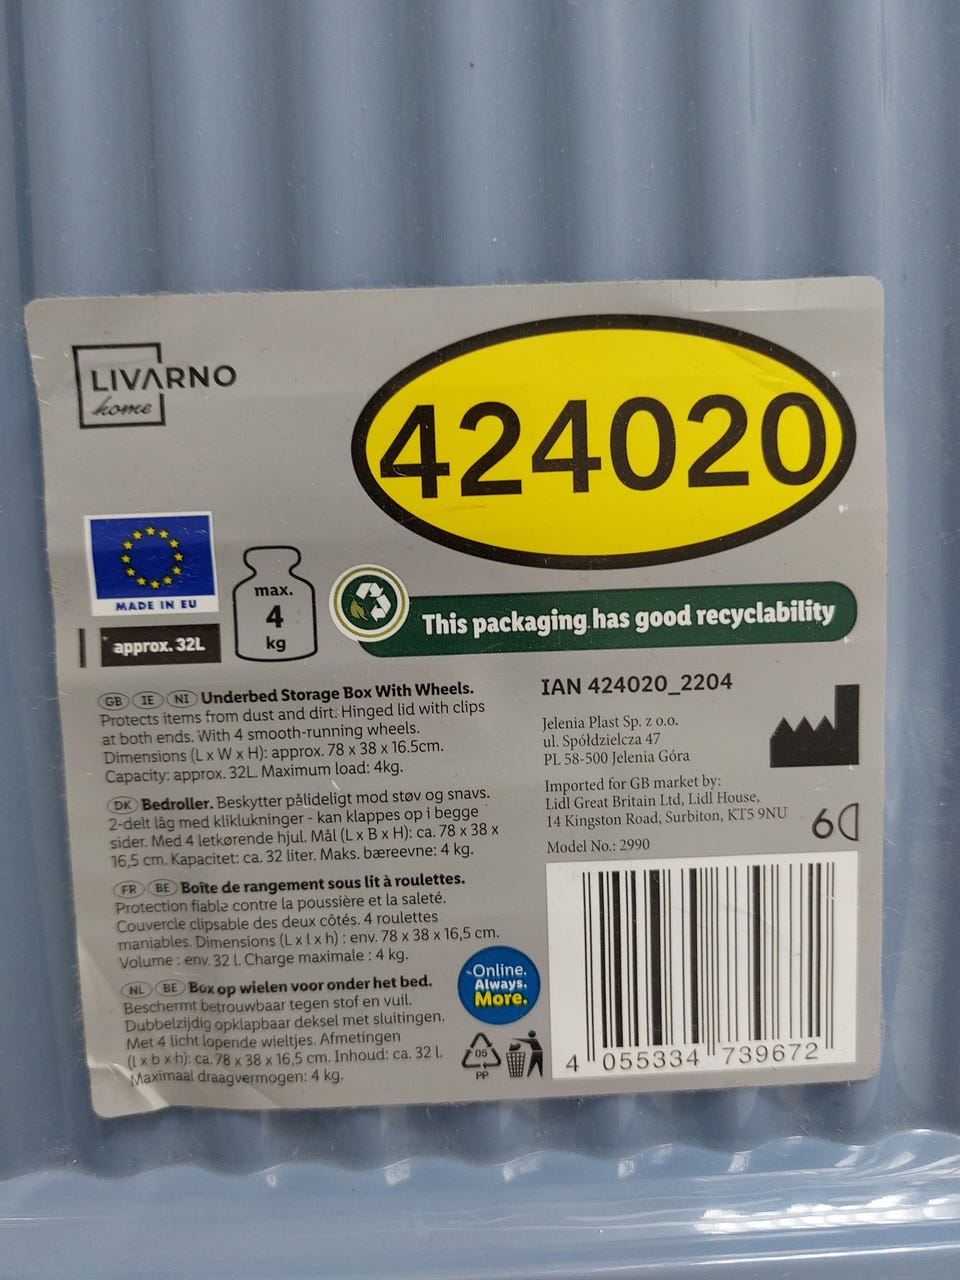 LIVARNO
home
424020
MADE IN EU
approx. 32L
max.
4
kg
This packaging has good recyclability
GB IE NI Underbed Storage Box With Wheels.
Protects items from dust and dirt. Hinged lid with clips
at both ends. With 4 smooth-running wheels.
Dimensions (L x W x H): approx. 78 x 38 x 16.5cm.
Capacity: approx. 32L. Maximum load: 4kg.
DK Bedroller. Beskytter pålideligt mod støv og snavs.
2-delt låg med kliklukninger - kan klappes op i begge
sider. Med 4 letkørende hjul. Mål (L x B x H): ca. 78 x 38 x
16,5 cm. Kapacitet: ca. 32 liter. Maks. bæreevne: 4 kg.
FR BE Boîte de rangement sous lit à roulettes.
Protection fiable contre la poussière et la saleté.
Couvercle clipsable des deux côtés. 4 roulettes
maniables. Dimensions (L x l x h) : env. 78 x 38 x 16,5 cm.
Volume : env. 32 l. Charge maximale : 4 kg.
NL BE Box op wielen voor onder het bed.
Beschermt betrouwbaar tegen stof en vuil.
Dubbelzijdig opklapbaar deksel met sluitingen.
Met 4 licht lopende wieltjes. Afmetingen
(l x b x h): ca. 78 x 38 x 16,5 cm. Inhoud: ca. 32 l.
Maximaal draagvermogen: 4 kg.
Online.
Always.
More.
05
PP
IAN 424020_2204
Jelenia Plast Sp. z o.o.
ul. Spółdzielcza 47
PL 58-500 Jelenia Góra
Imported for GB market by:
Lidl Great Britain Ltd, Lidl House,
14 Kingston Road, Surbiton, KT5 9NU
Model No.: 2990
4 055334 739672